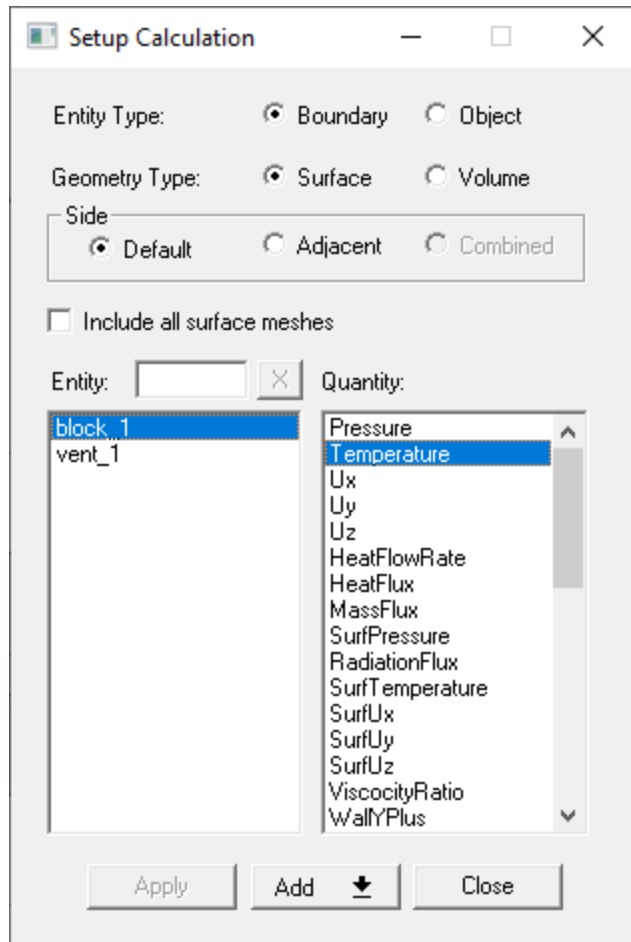 Setup Calculation
Entity Type: Boundary Object
Geometry Type: Surface Volume
Side
Default Adjacent Combined
Include all surface meshes
Entity: Quantity:
block_1
vent_1
Pressure
Temperature
Ux
Uy
Uz
HeatFlowRate
HeatFlux
MassFlux
SurfPressure
RadiationFlux
SurfTemperature
SurfUx
SurfUy
SurfUz
ViscocityRatio
WallYPlus
Apply Add Close